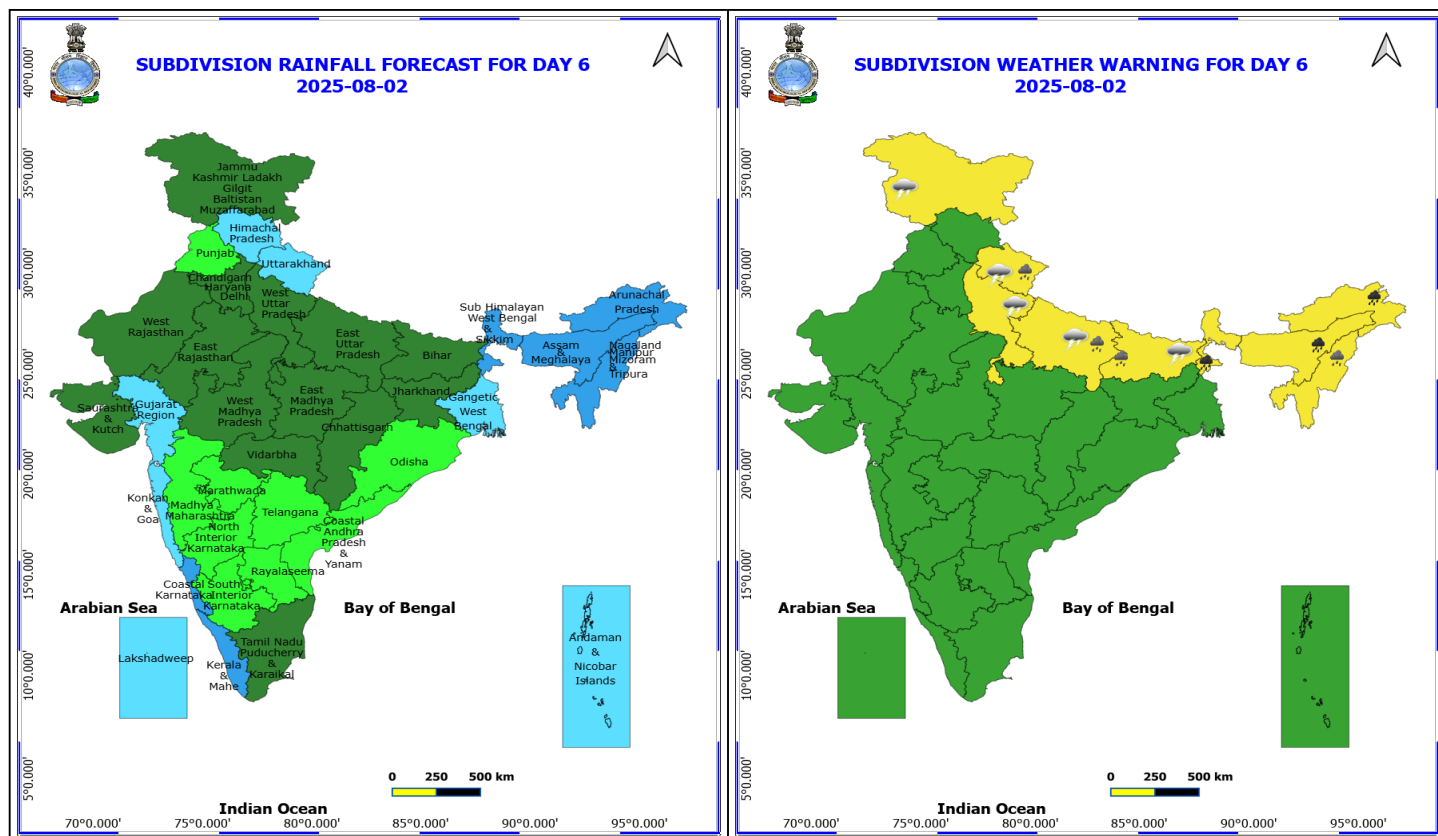 SUBDIVISION RAINFALL FORECAST FOR DAY 6
2025-08-02
40°0.000'
35°0.000'
30°0.000'
25°0.000'
20°0.000'
15°0.000'
10°0.000'
5°0.000'
Jammu
Kashmir Ladakh
Gilgit
Baltistan
Muzaffarabad
Himachal
Pradesh
Punjab
Uttarakhand
Chandigarh
Haryana
Delhi
West
Uttar
Pradesh
West
Rajasthan
East
Rajasthan
East
Uttar
Pradesh
Bihar
Sub Himalayan
West Bengal
&
Sikkim
Arunachal
Pradesh
Assam
&
Meghalaya
Nagaland
Manipur
Mizoram
&
Tripura
Gujarat
Region
Saurashtra
&
Kutch
West
Madhya
Pradesh
East
Madhya
Pradesh
Jharkhand
Gangetic
West
Bengal
Chhattisgarh
Vidarbha
Odisha
Konkan
&
Goa
Marathwada
Madhya
Maharashtra
North
Interior
Karnataka
Telangana
Coastal
Andhra
Pradesh
&
Yanam
Rayalaseema
Coastal
Karnataka
South
Interior
Karnataka
Arabian Sea
Bay of Bengal
Lakshadweep
Tamil Nadu
Puducherry
&
Karaikal
Kerala
&
Mahe
Andaman
&
Nicobar
Islands
0 250 500 km
Indian Ocean
70°0.000' 75°0.000' 80°0.000' 85°0.000' 90°0.000' 95°0.000'
SUBDIVISION WEATHER WARNING FOR DAY 6
2025-08-02
40°0.000'
35°0.000'
30°0.000'
25°0.000'
20°0.000'
15°0.000'
10°0.000'
5°0.000'
Arabian Sea
Bay of Bengal
0 250 500 km
Indian Ocean
70°0.000' 75°0.000' 80°0.000' 85°0.000' 90°0.000' 95°0.000'